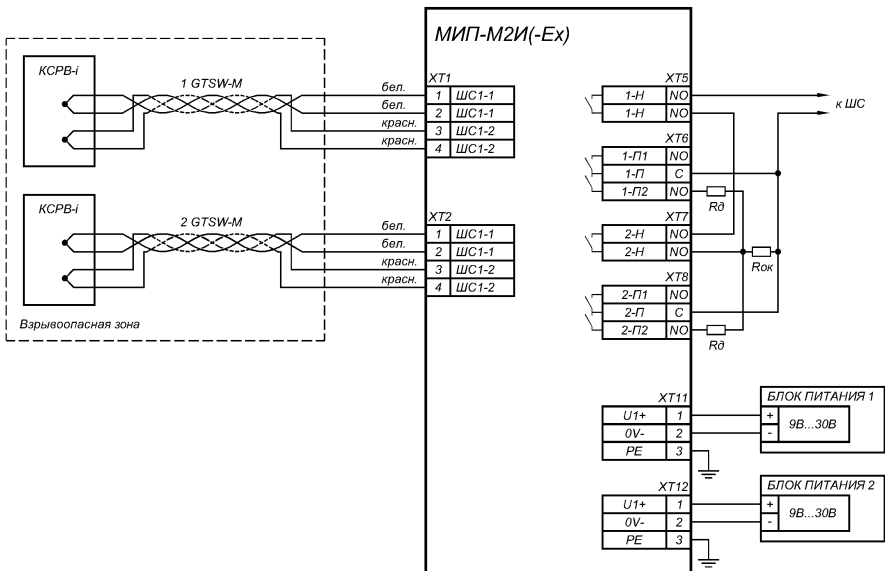 МИП-М2И(-Ex)
КСРВ-i
1 GTSW-M
бел.
бел.
красн.
красн.
XT1
1 ШС1-1
2 ШС1-1
3 ШС1-2
4 ШС1-2
КСРВ-i
2 GTSW-M
бел.
бел.
красн.
красн.
XT2
1 ШС1-1
2 ШС1-1
3 ШС1-2
4 ШС1-2
Взрывоопасная зона
XT5
1-Н NO
1-Н NO
к ШС
XT6
1-П1 NO
1-П C
1-П2 NO
Rд
XT7
2-Н NO
2-Н NO
Rок
XT8
2-П1 NO
2-П C
2-П2 NO
Rд
XT11
U1+ 1
0V- 2
PE 3
БЛОК ПИТАНИЯ 1
+
-
9В...30В
XT12
U1+ 1
0V- 2
PE 3
БЛОК ПИТАНИЯ 2
+
-
9В...30В